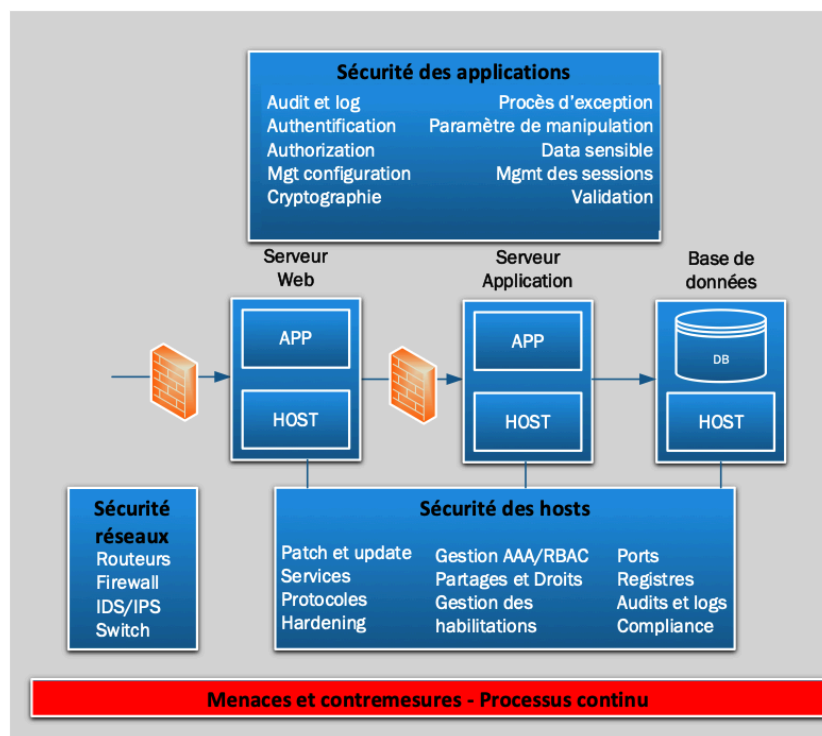 Sécurité des applications
Audit et log
Authentification
Authorization
Mgt configuration
Cryptographie
Procès d'exception
Paramètre de manipulation
Data sensible
Mgmt des sessions
Validation
Serveur
Web
Serveur
Application
Base de
données
APP
HOST
APP
HOST
DB
HOST
Sécurité
réseaux
Routeurs
Firewall
IDS/IPS
Switch
Sécurité des hosts
Patch et update
Services
Protocoles
Hardening
Gestion AAA/RBAC
Partages et Droits
Gestion des
habilitations
Ports
Registres
Audits et logs
Compliance
Menaces et contremesures - Processus continu